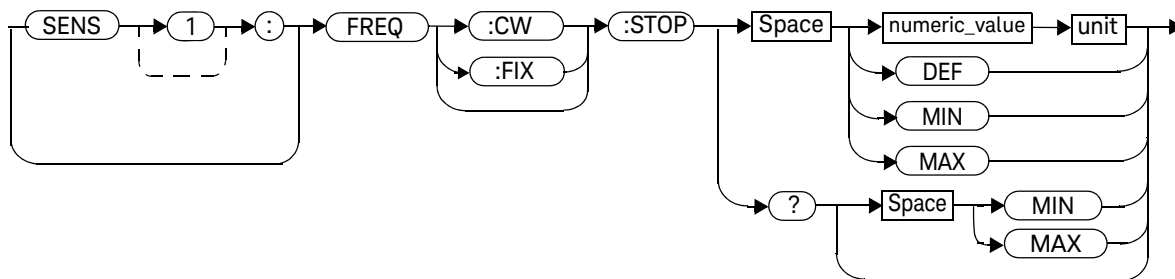 SENS 1 : FREQ :CW :STOP Space numeric_value unit
:FIX DEF
MIN
MAX
? Space MIN
MAX